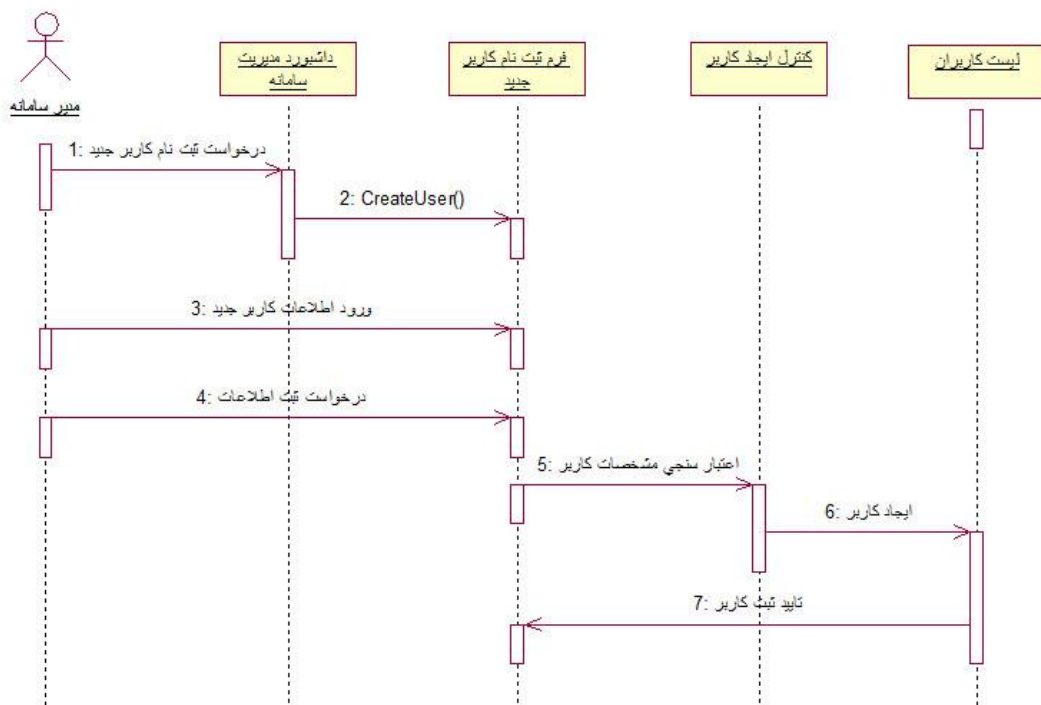 داشبورد مدیریت
سامانه
فرم ثبت نام کاربر
جدید
کنترل ایجاد کاربر
لیست کاربران
مدیر سامانه
1: درخواست ثبت نام کاربر جدید
2: CreateUser()
3: ورود اطلاعات کاربر جدید
4: درخواست ثبت اطلاعات
5: اعتبار سنجي مشخصات کاربر
6: ایجاد کاربر
7: تایید ثبت کاربر